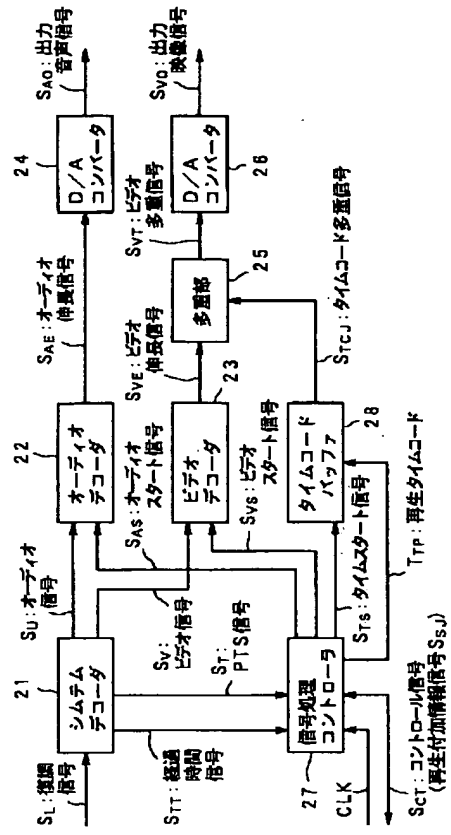 SL:復調
信号
21
シムテム
デコーダ
SU:オーディオ
信号
SV:
ビデオ信号
ST:
PTS信号
STT:経過
時間
信号
22
オーディオ
デコーダ
SAS:オーディオ
スタート信号
SAE:オーディオ
伸長信号
24
D/A
コンバータ
SAO:出力
音声信号
ビデオ
デコーダ
23
SVS:ビデオ
スタート信号
SVE:ビデオ
伸長信号
多重部
25
SVT:ビデオ
多重信号
D/A
コンバータ
26
SVO:出力
映像信号
信号処理
コントローラ
27
CLK
SCT:コントロール信号
(再生付加情報信号SSJ)
STS:タイムスタート信号
TTP:再生タイムコード
タイムコード
バッファ
28
STCJ:タイムコード多重信号